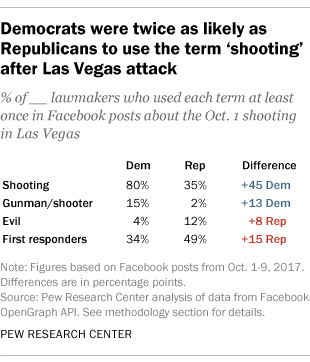 Democrats were twice as likely as
Republicans to use the term ‘shooting’
after Las Vegas attack
% of __ lawmakers who used each term at least
once in Facebook posts about the Oct. 1 shooting
in Las Vegas
Dem Rep Difference
Shooting 80% 35% +45 Dem
Gunman/shooter 15% 2% +13 Dem
Evil 4% 12% +8 Rep
First responders 34% 49% +15 Rep
Note: Figures based on Facebook posts from Oct. 1-9, 2017.
Differences are in percentage points.
Source: Pew Research Center analysis of data from Facebook
OpenGraph API. See methodology section for details.
PEW RESEARCH CENTER